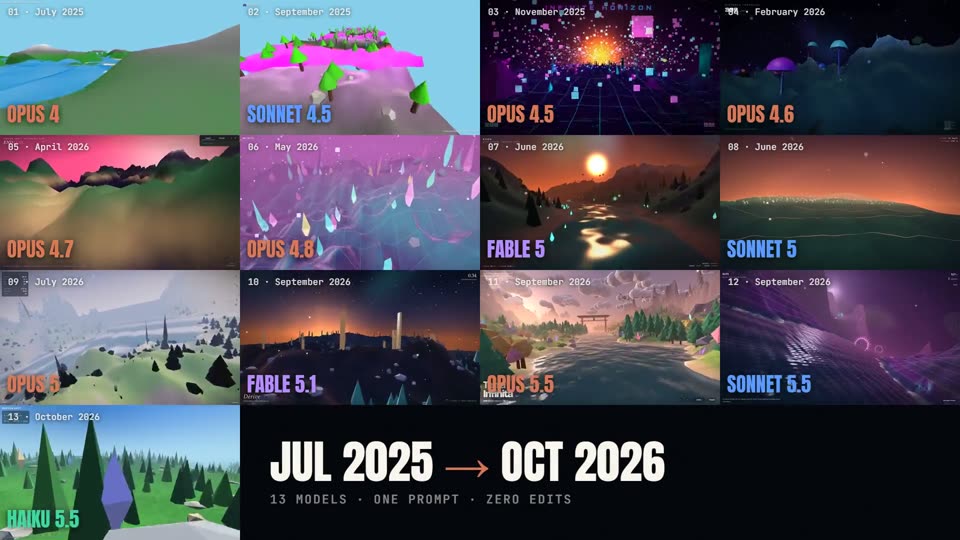 01 · July 2025
OPUS 4
02 · September 2025
SONNET 4.5
03 · November 2025
HORIZON
OPUS 4.5
04 · February 2026
OPUS 4.6
05 · April 2026
OPUS 4.7
06 · May 2026
OPUS 4.8
07 · June 2026
FABLE 5
08 · June 2026
SONNET 5
09 · July 2026
OPUS 5
10 · September 2026
FABLE 5.1
11 · September 2026
OPUS 5.5
12 · September 2026
SONNET 5.5
13 · October 2026
HAIKU 5.5
JUL 2025 → OCT 2026
13 MODELS · ONE PROMPT · ZERO EDITS